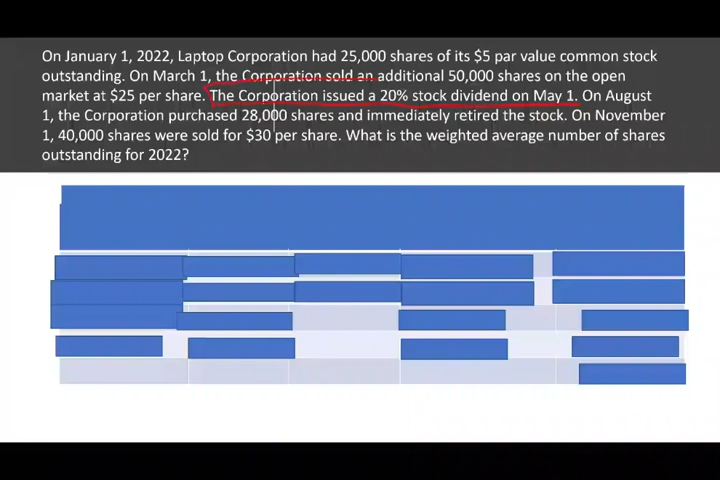 On January 1, 2022, Laptop Corporation had 25,000 shares of its $5 par value common stock
outstanding. On March 1, the Corporation sold an additional 50,000 shares on the open
market at $25 per share. The Corporation issued a 20% stock dividend on May 1. On August
1, the Corporation purchased 28,000 shares and immediately retired the stock. On November
1, 40,000 shares were sold for $30 per share. What is the weighted average number of shares
outstanding for 2022?